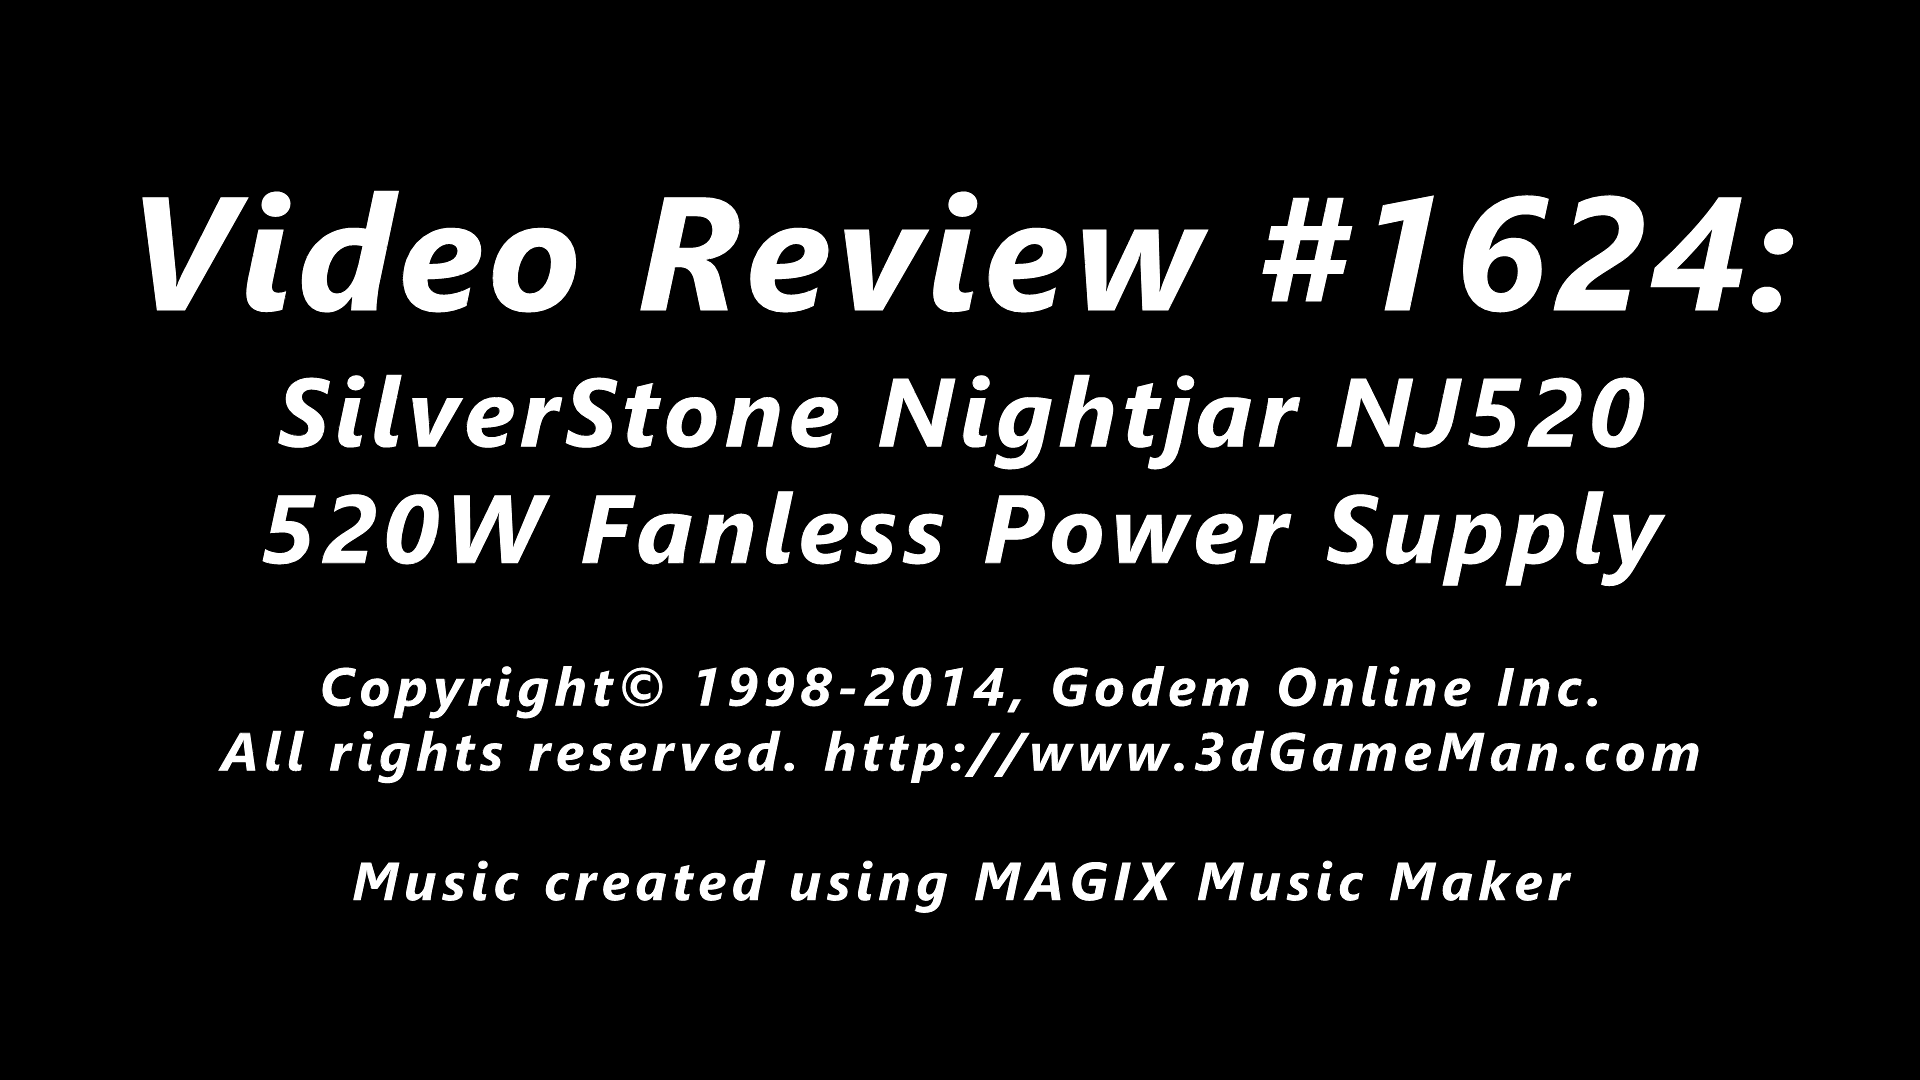 Video Review #1624:
SilverStone Nightjar NJ520
520W Fanless Power Supply
Copyright© 1998-2014, Godem Online Inc.
All rights reserved. http://www.3dGameMan.com
Music created using MAGIX Music Maker